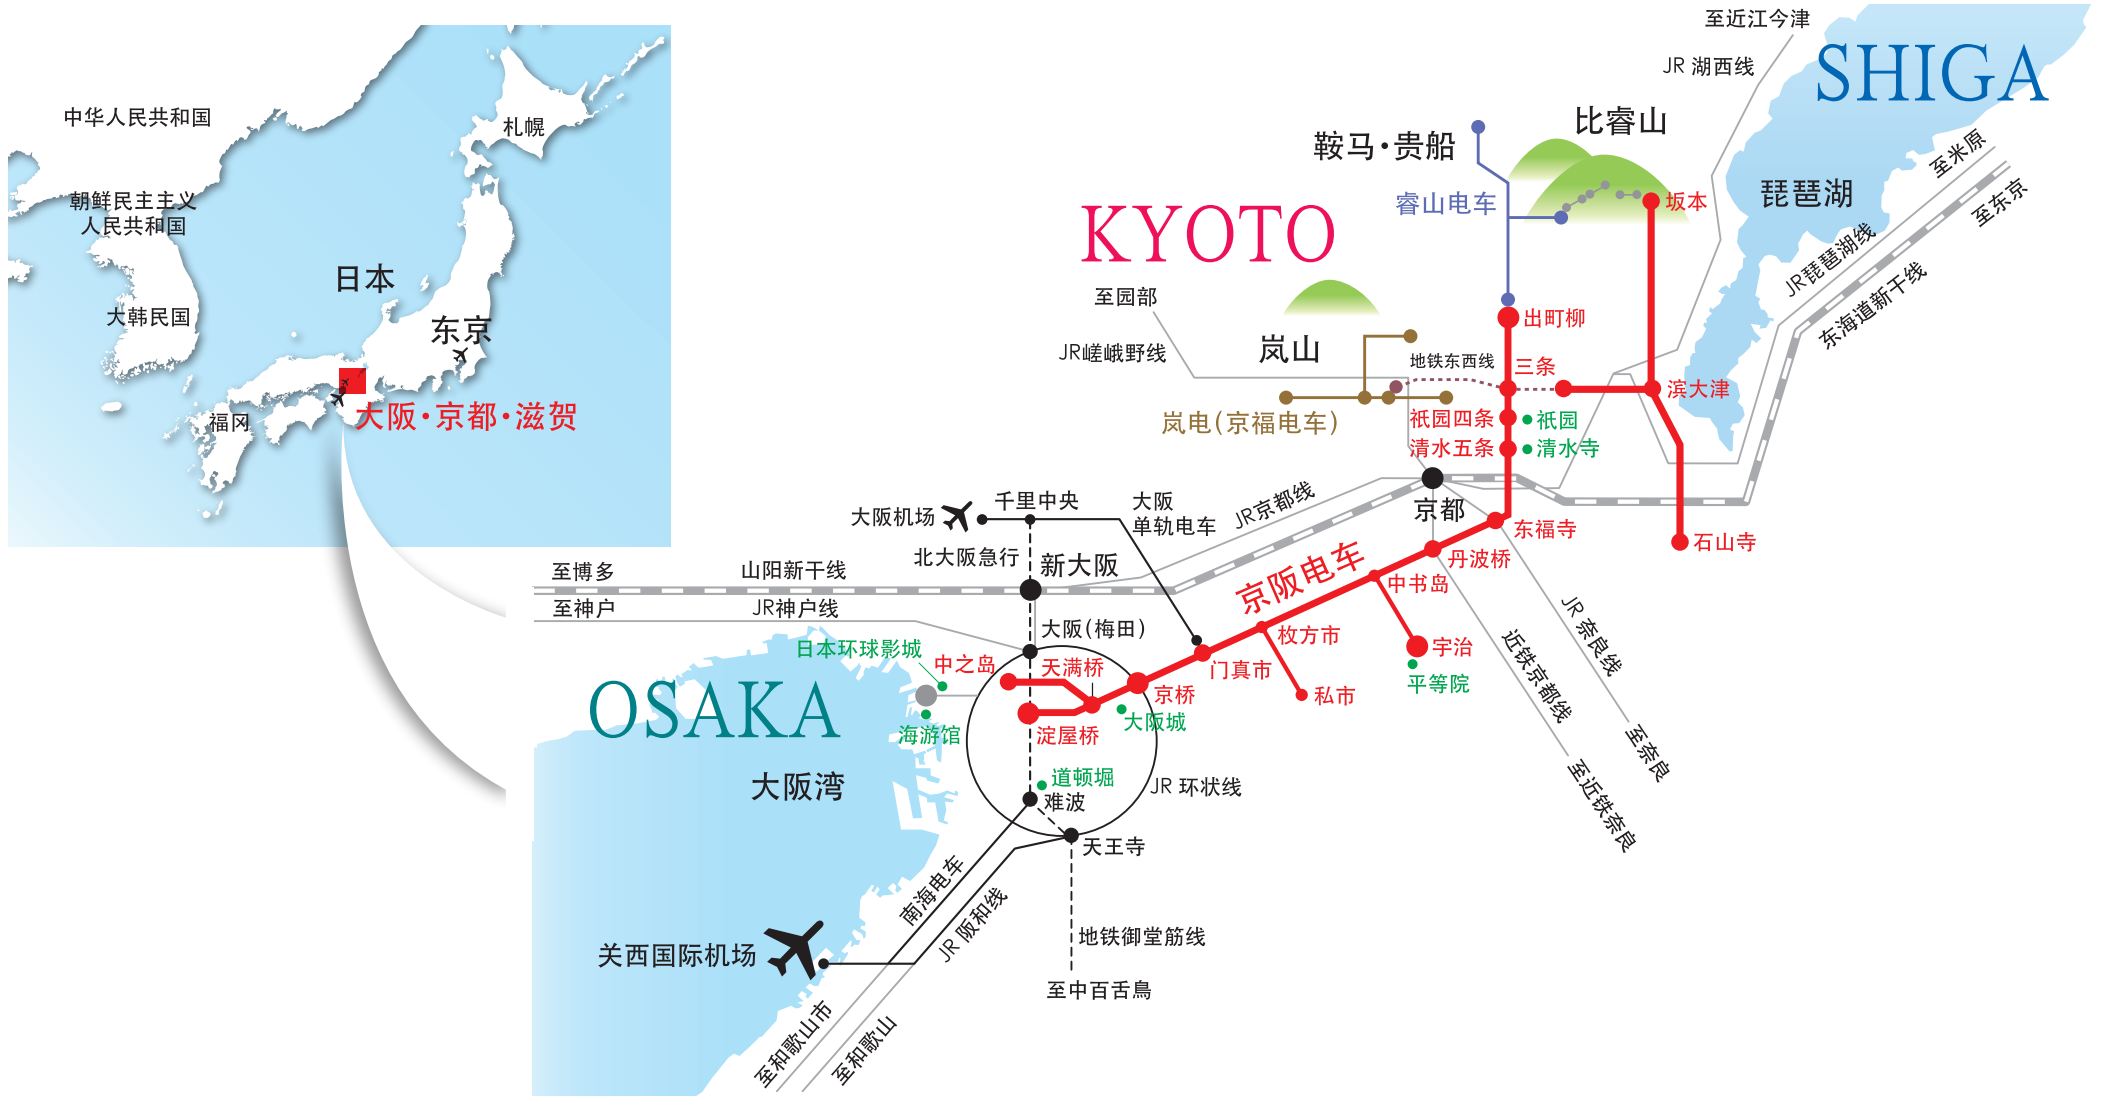 中华人民共和国
札幌
朝鲜民主主义
人民共和国
日本
大韩民国
东京
福冈
大阪·京都·滋贺
至近江今津
SHIGA
JR 湖西线
比睿山
鞍马·贵船
至米原
琵琶湖
睿山电车
坂本
至东京
KYOTO
JR琵琶湖线
东海道新干线
至园部
出町柳
岚山
JR嵯峨野线
地铁东西线
三条
滨大津
岚电(京福电车)
祇园四条
祇园
清水五条
清水寺
大阪机场
千里中央
大阪
单轨电车
JR京都线
京都
东福寺
石山寺
北大阪急行
新大阪
至博多
山阳新干线
京阪电车
丹波桥
中书岛
至神户
JR神户线
大阪(梅田)
枚方市
JR 奈良线
宇治
近铁京都线
日本环球影城
中之岛
天满桥
门真市
平等院
OSAKA
京桥
私市
大阪城
海游馆
淀屋桥
至奈良
大阪湾
道顿堀
JR 环状线
至近铁奈良
难波
天王寺
南海电车
JR 阪和线
地铁御堂筋线
关西国际机场
至中百舌鳥
至和歌山市
至和歌山